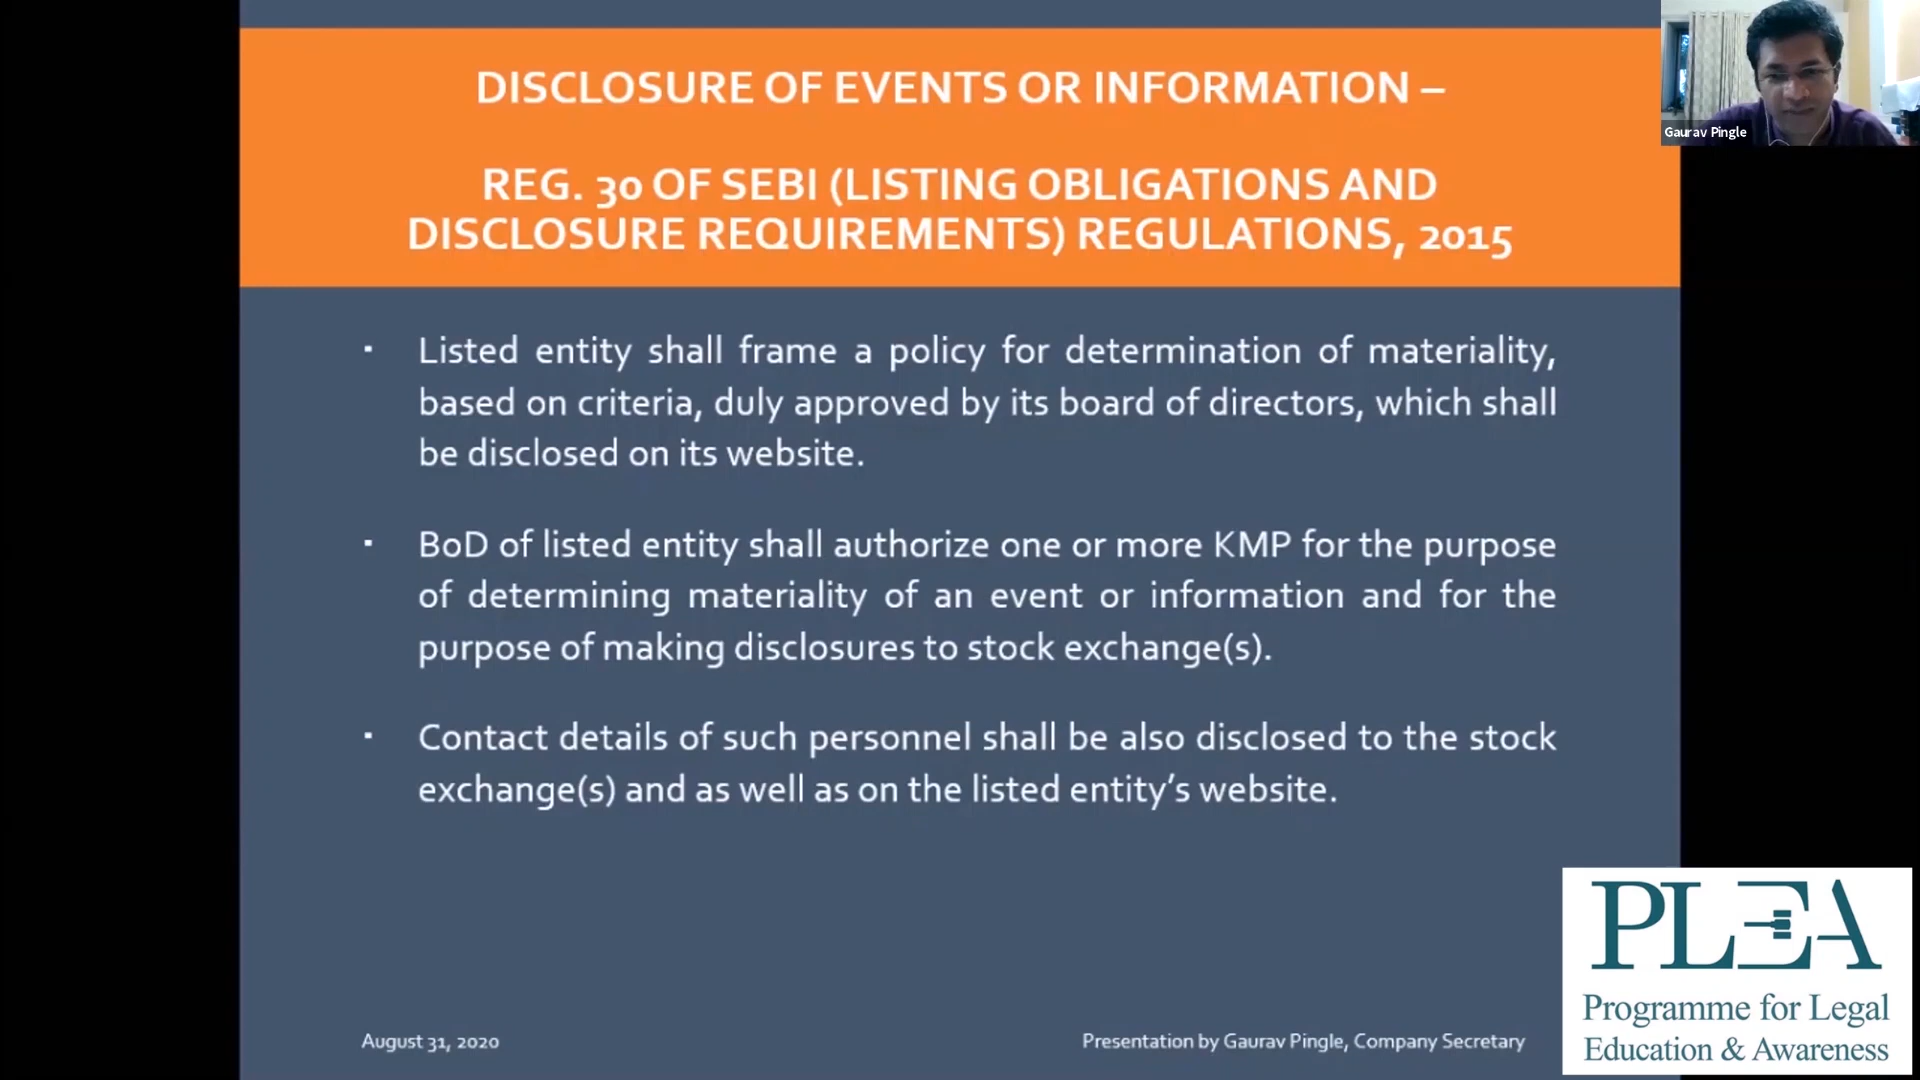 DISCLOSURE OF EVENTS OR INFORMATION –
REG. 30 OF SEBI (LISTING OBLIGATIONS AND
DISCLOSURE REQUIREMENTS) REGULATIONS, 2015
Gaurav Pingle
▪ Listed entity shall frame a policy for determination of materiality,
based on criteria, duly approved by its board of directors, which shall
be disclosed on its website.
▪ BoD of listed entity shall authorize one or more KMP for the purpose
of determining materiality of an event or information and for the
purpose of making disclosures to stock exchange(s).
▪ Contact details of such personnel shall be also disclosed to the stock
exchange(s) and as well as on the listed entity’s website.
August 31, 2020
Presentation by Gaurav Pingle, Company Secretary
PLEA
Programme for Legal
Education & Awareness